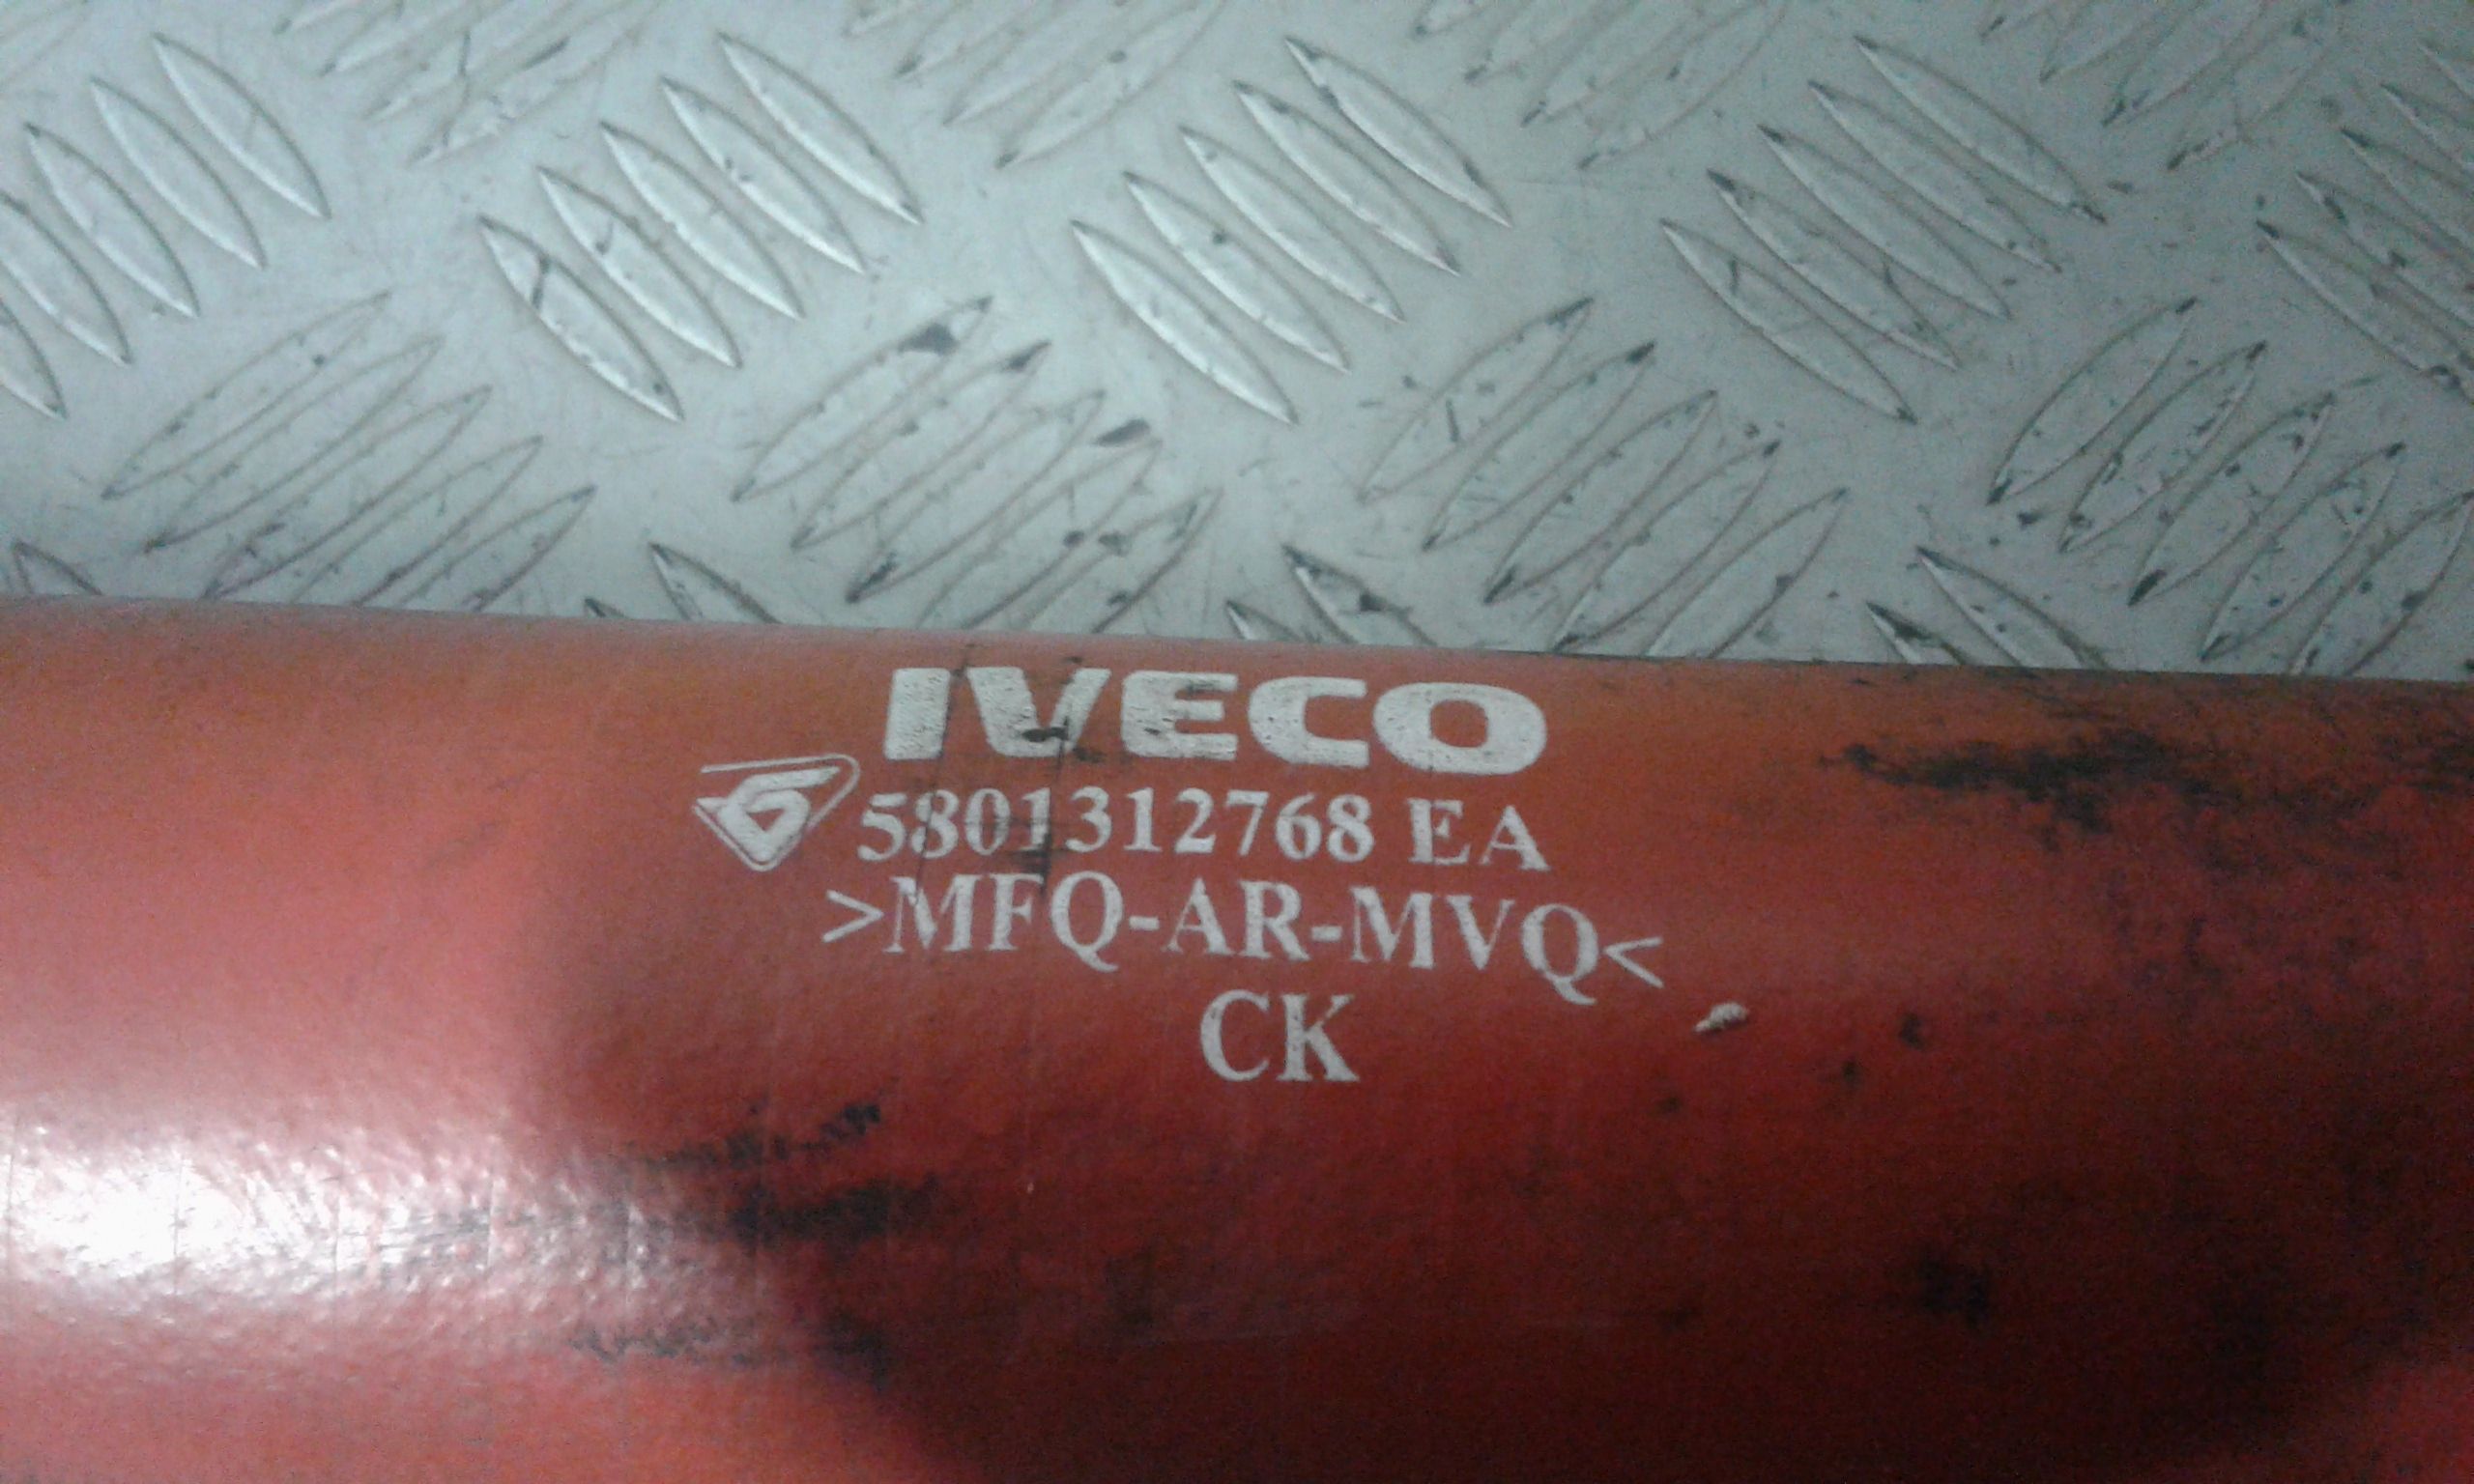 IVECO
5801312768 EA
>MFQ-AR-MVQ<
CK